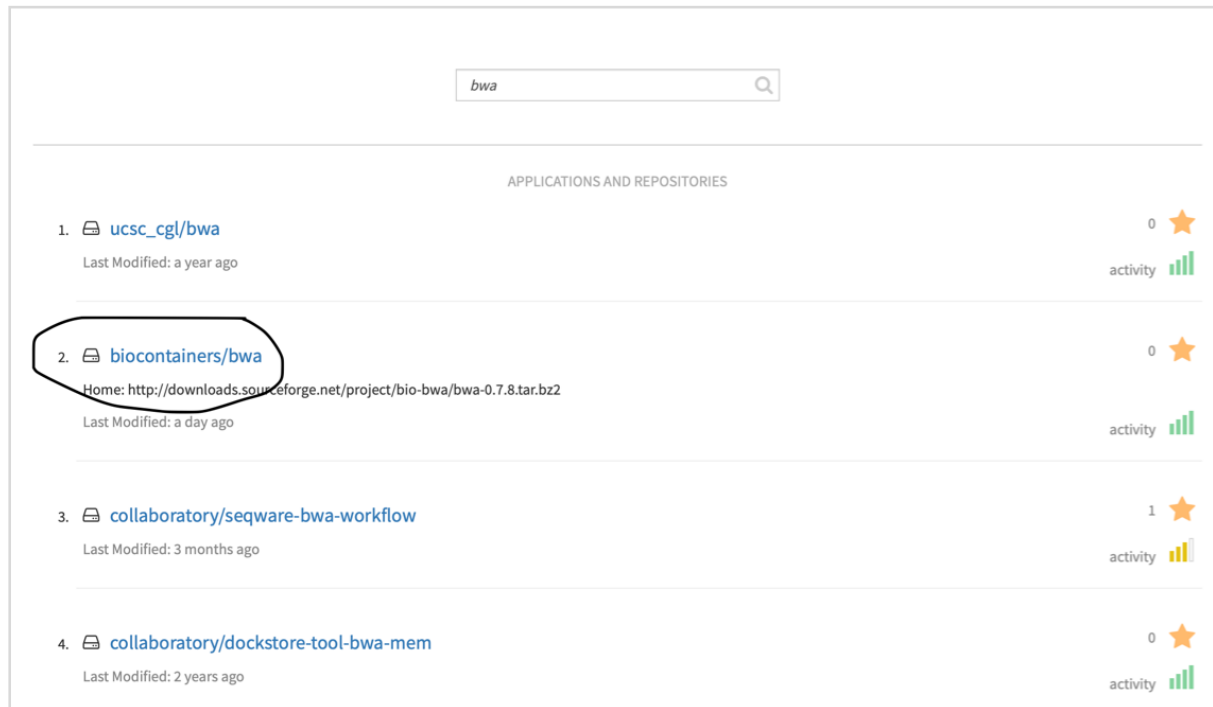 bwa
APPLICATIONS AND REPOSITORIES
1. ucsc_cgl/bwa 0
Last Modified: a year ago activity
2. biocontainers/bwa 0
Home: http://downloads.sourceforge.net/project/bio-bwa/bwa-0.7.8.tar.bz2
Last Modified: a day ago activity
3. collaboratory/seqware-bwa-workflow 1
Last Modified: 3 months ago activity
4. collaboratory/dockstore-tool-bwa-mem 0
Last Modified: 2 years ago activity